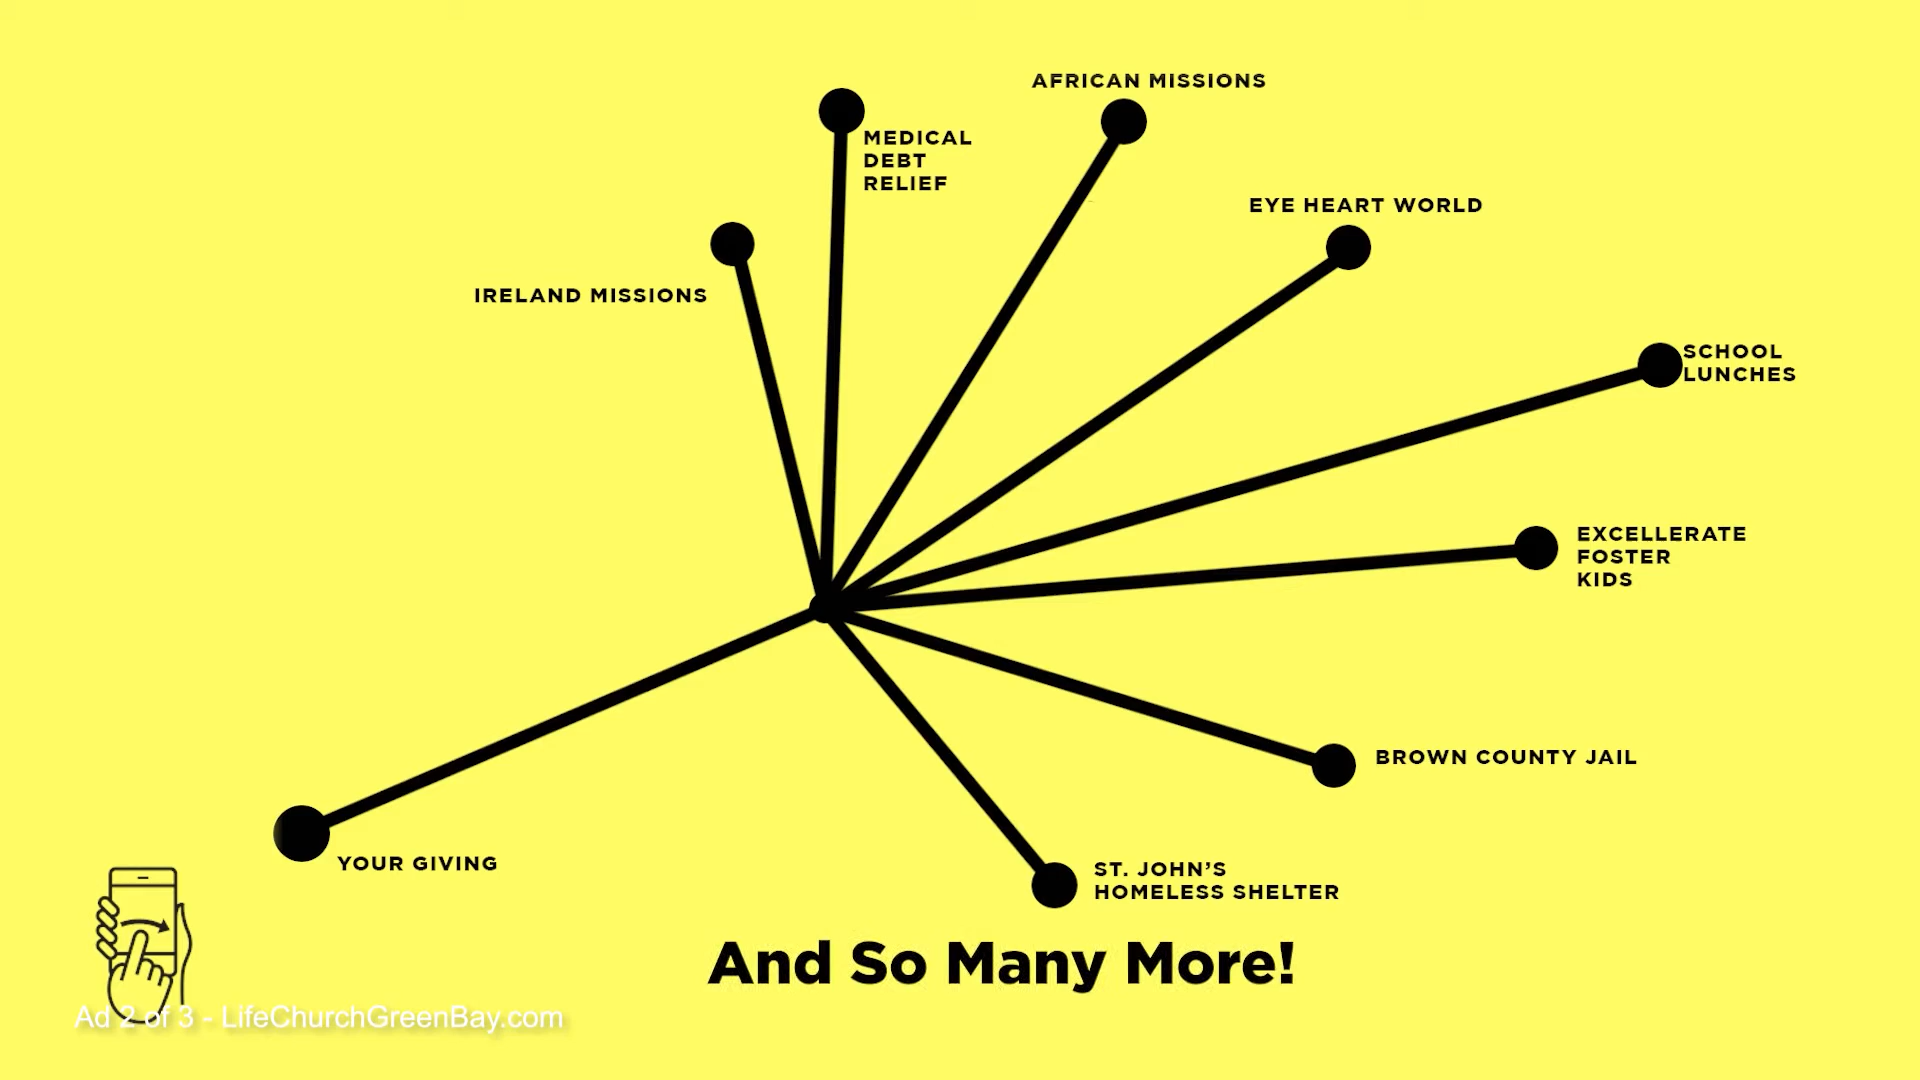 AFRICAN MISSIONS
MEDICAL
DEBT
RELIEF
EYE HEART WORLD
IRELAND MISSIONS
SCHOOL
LUNCHES
EXCELLERATE
FOSTER
KIDS
BROWN COUNTY JAIL
YOUR GIVING
ST. JOHN’S
HOMELESS SHELTER
And So Many More!
Ad 2 of 3 - LifeChurchGreenBay.com